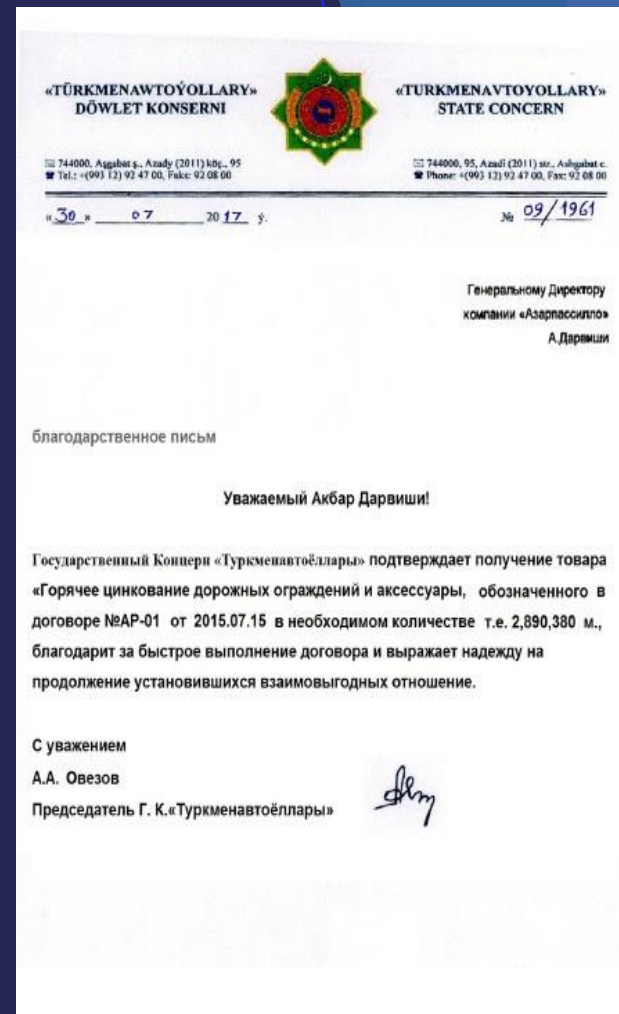 «TÜRKMENAWTOÝOLLARY»
DÖWLET KONSERNI
«TURKMENAVTOYOLLARY»
STATE CONCERN
744000, Aşgabat ş., Azady (2011) köç., 95
Tel.: +(993 12) 92 47 00, Faks: 92 08 00
744000, 95, Azadi (2011) str., Ashgabat c.
Phone: +(993 12) 92 47 00, Fax: 92 08 00
«30» 07 2017 ý.
№ 09/1961
Генеральному Директору
компании «Азарпассилло»
А.Дарвиши
благодарственное письм
Уважаемый Акбар Дарвиши!
Государственный Концерн «Туркменавтоёллары» подтверждает получение товара
«Горячее цинкование дорожных ограждений и аксессуары, обозначенного в
договоре №АР-01 от 2015.07.15 в необходимом количестве т.е. 2,890,380 м.,
благодарит за быстрое выполнение договора и выражает надежду на
продолжение установившихся взаимовыгодных отношение.
С уважением
А.А. Овезов
Председатель Г. К.«Туркменавтоёллары»